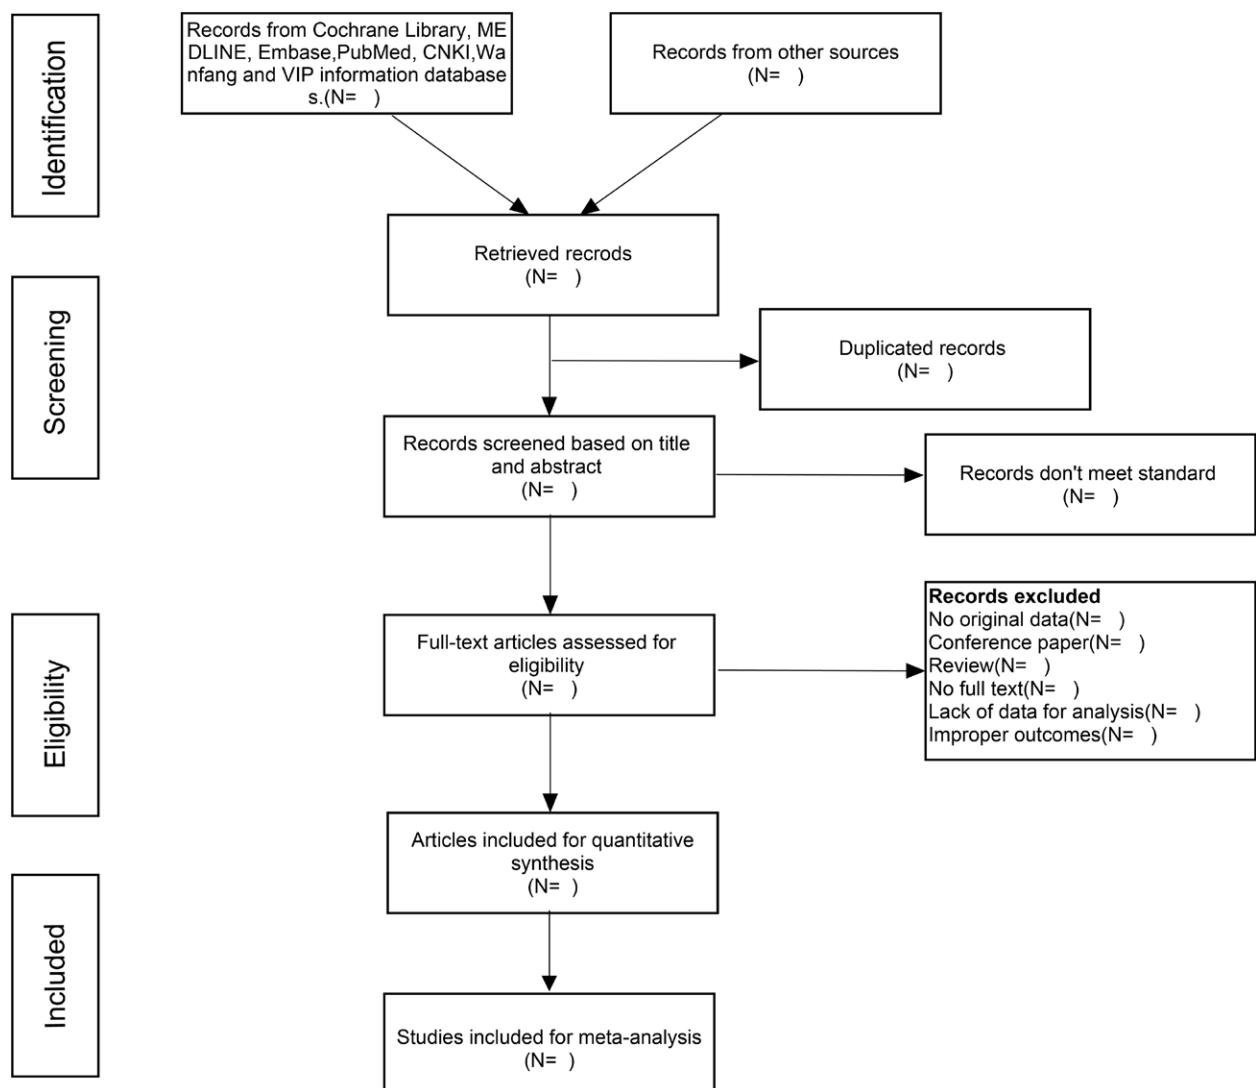 Identification
Records from Cochrane Library, ME
DLINE, Embase,PubMed, CNKI,Wa
nfang and VIP information database
s.(N=   )
Records from other sources
(N=   )
Retrieved recrods
(N=   )
Screening
Duplicated records
(N=   )
Records screened based on title
and abstract
(N=   )
Records don't meet standard
(N=   )
Eligibility
Full-text articles assessed for
eligibility
(N=   )
Records excluded
No original data(N=   )
Conference paper(N=   )
Review(N=   )
No full text(N=   )
Lack of data for analysis(N=   )
Improper outcomes(N=   )
Articles included for quantitative
synthesis
(N=   )
Included
Studies included for meta-analysis
(N=   )